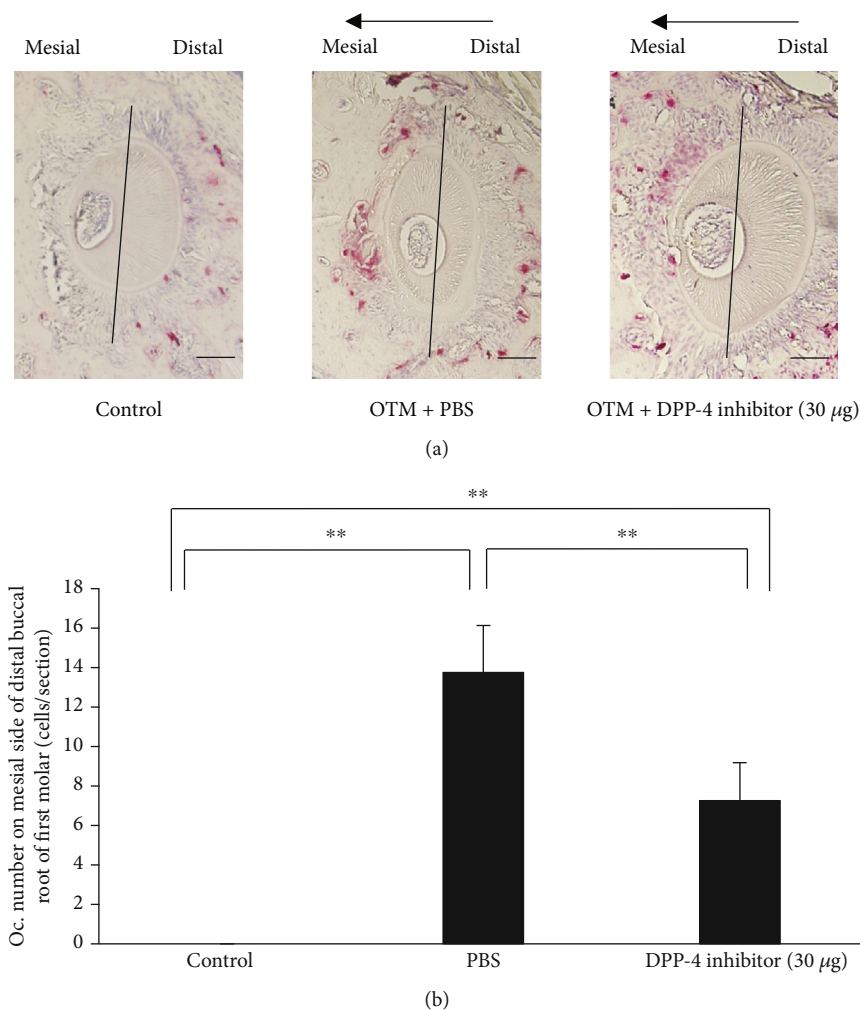 Mesial Distal
Mesial Distal
Mesial Distal
Control
OTM + PBS
OTM + DPP-4 inhibitor (30 μg)
(a)
**
**
**
Oc. number on mesial side of distal buccal
root of first molar (cells/section)
18
16
14
12
10
8
6
4
2
0
Control
PBS
DPP-4 inhibitor (30 μg)
(b)